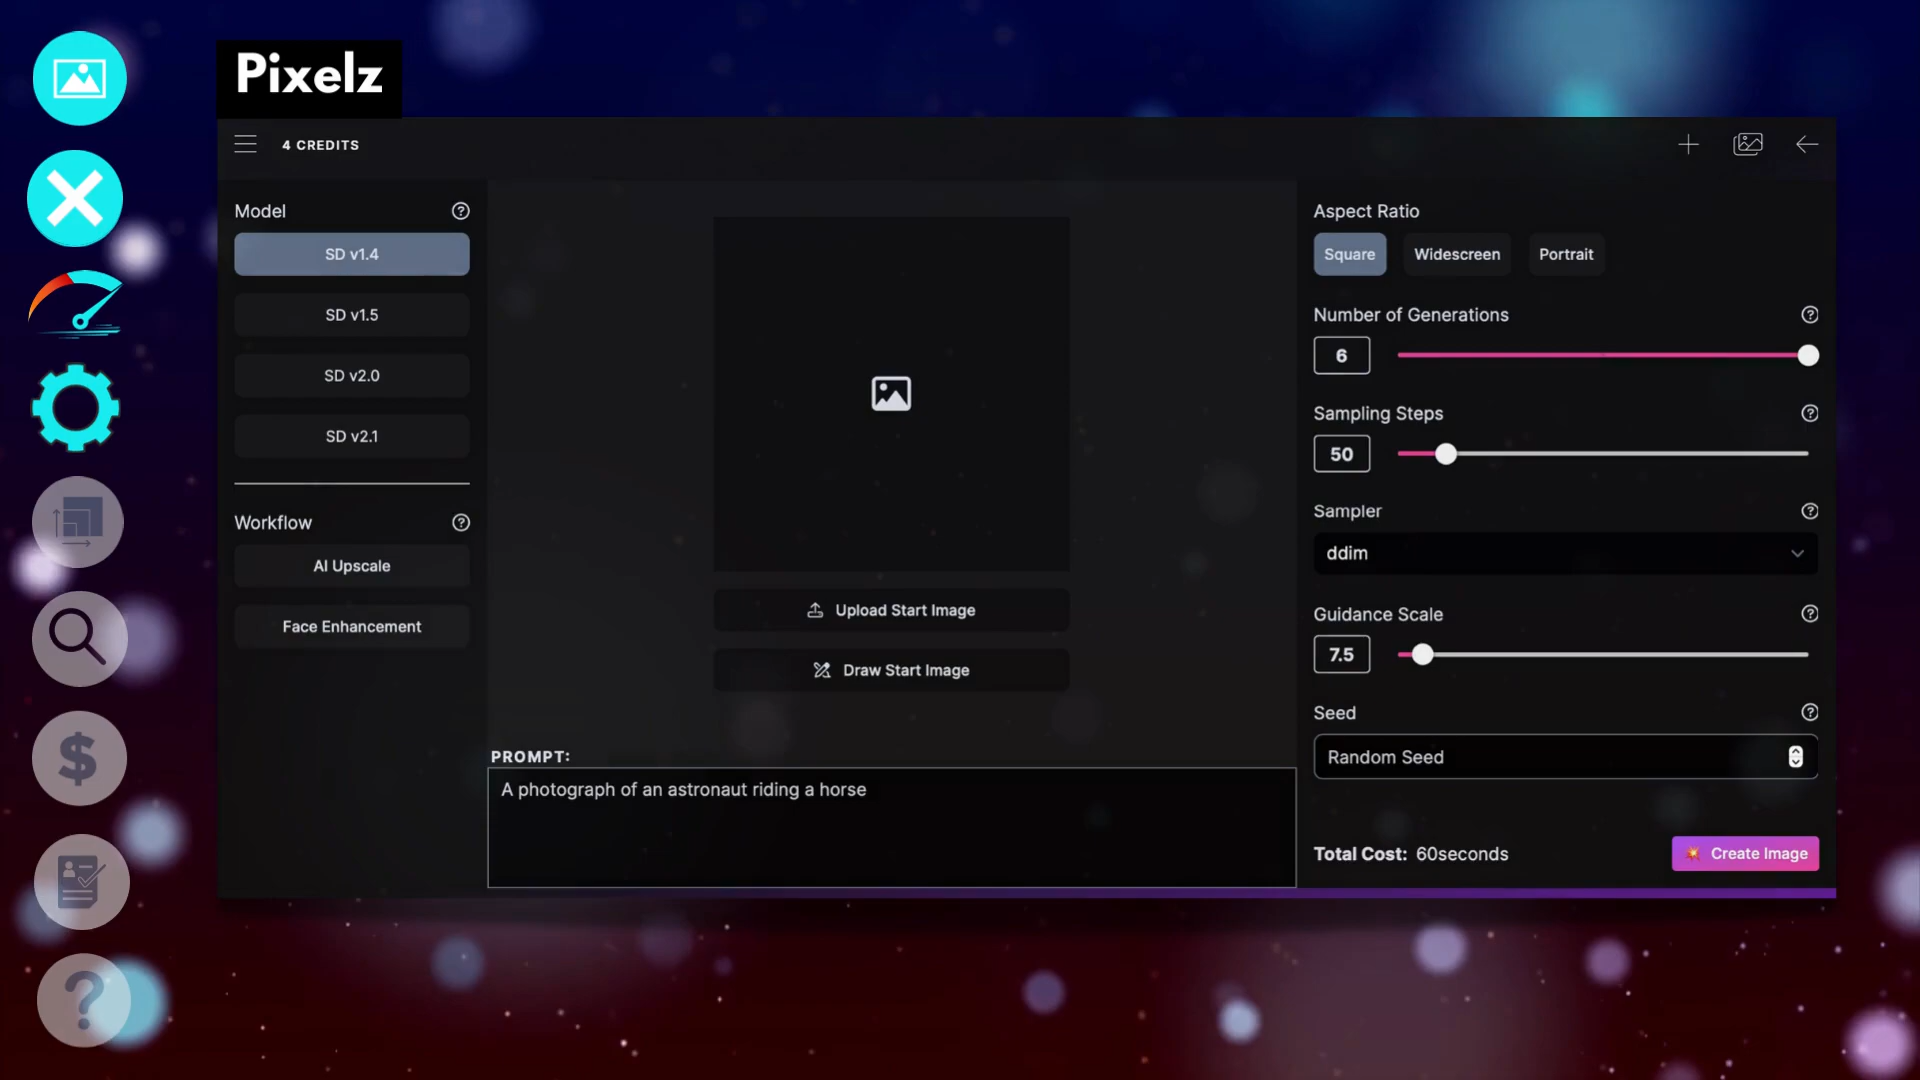 Pixelz
4 CREDITS
Model
SD v1.4
SD v1.5
SD v2.0
SD v2.1
Workflow
AI Upscale
Face Enhancement
Upload Start Image
Draw Start Image
PROMPT:
A photograph of an astronaut riding a horse
Aspect Ratio
Square Widescreen Portrait
Number of Generations
6
Sampling Steps
50
Sampler
ddim
Guidance Scale
7.5
Seed
Random Seed
Total Cost: 60seconds
Create Image